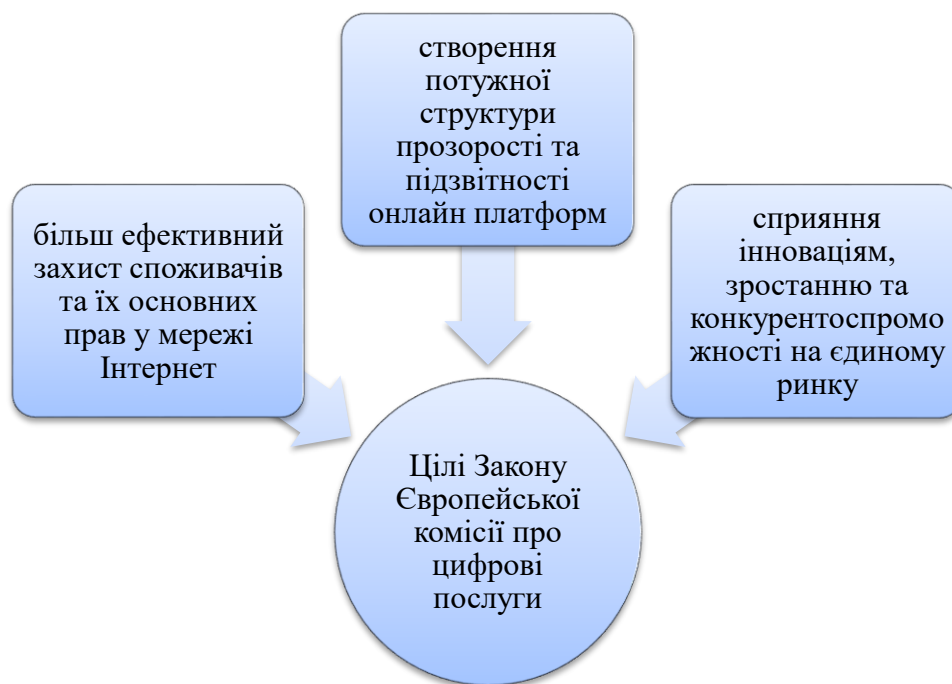 створення
потужної
структури
прозорості та
підзвітності
онлайн платформ
більш ефективний
захист споживачів
та їх основних
прав у мережі
Інтернет
сприяння
інноваціям,
зростанню та
конкурентоспромо
жності на єдиному
ринку
Цілі Закону
Європейської
комісії про
цифрові
послуги